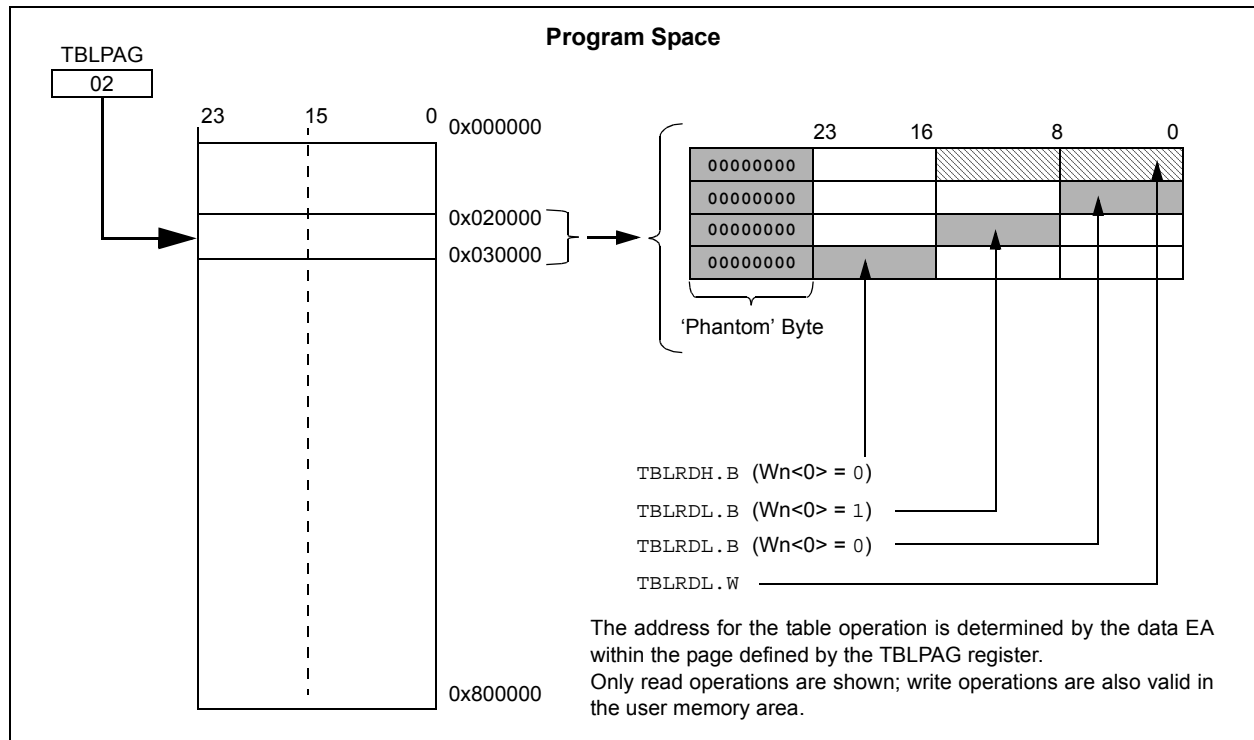 Program Space
TBLPAG
02
23 15 0
0x000000
0x020000
0x030000
0x800000
23 16 8 0
00000000
00000000
00000000
00000000
‘Phantom’ Byte
TBLRDH.B (Wn<0> = 0)
TBLRDL.B (Wn<0> = 1)
TBLRDL.B (Wn<0> = 0)
TBLRDL.W
The address for the table operation is determined by the data EA
within the page defined by the TBLPAG register.
Only read operations are shown; write operations are also valid in
the user memory area.